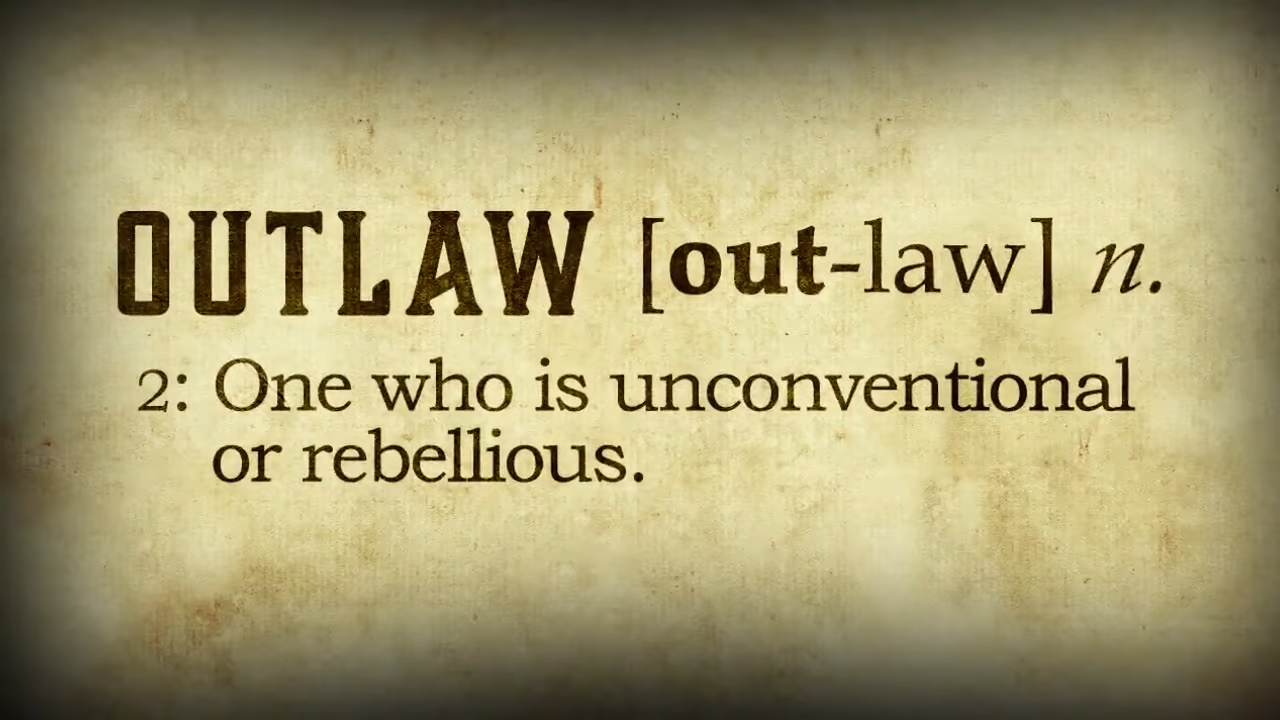 OUTLAW [out-law] n.
2: One who is unconventional
or rebellious.